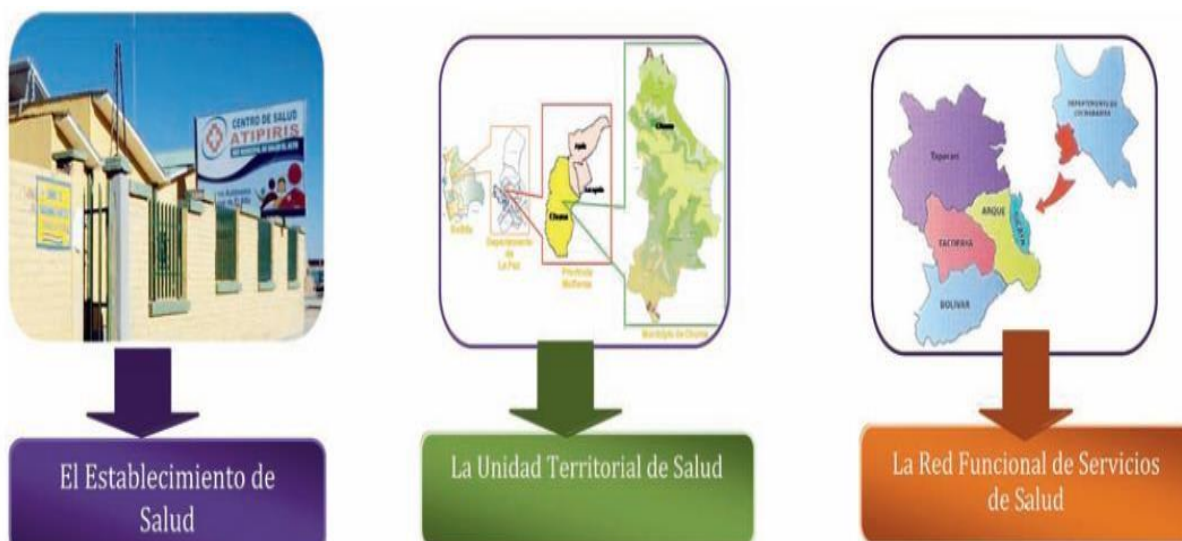 CENTRO DE SALUD
ATIPIRIS
Chuma
Ayata
Aucapata
Chuma
Bolivia
Departamento
de
La Paz
Provincia
Muñecas
Municipio de Chuma
DEPARTAMENTO DE
COCHABAMBA
Tapacarí
ARQUE
TACOPAYA
BOLIVAR
El Establecimiento de
Salud
La Unidad Territorial de Salud
La Red Funcional de Servicios
de Salud